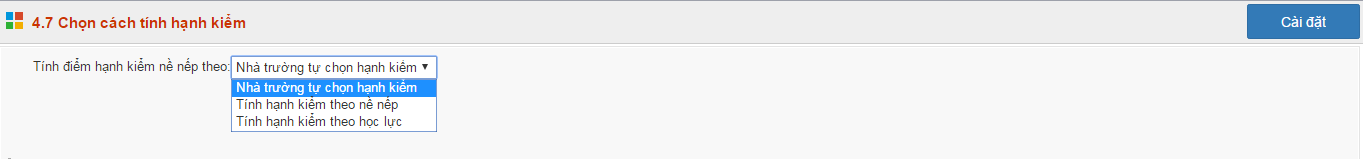 4.7 Chọn cách tính hạnh kiểm
Cài đặt
Tính điểm hạnh kiểm nề nếp theo: Nhà trường tự chọn hạnh kiểm
Nhà trường tự chọn hạnh kiểm
Tính hạnh kiểm theo nề nếp
Tính hạnh kiểm theo học lực